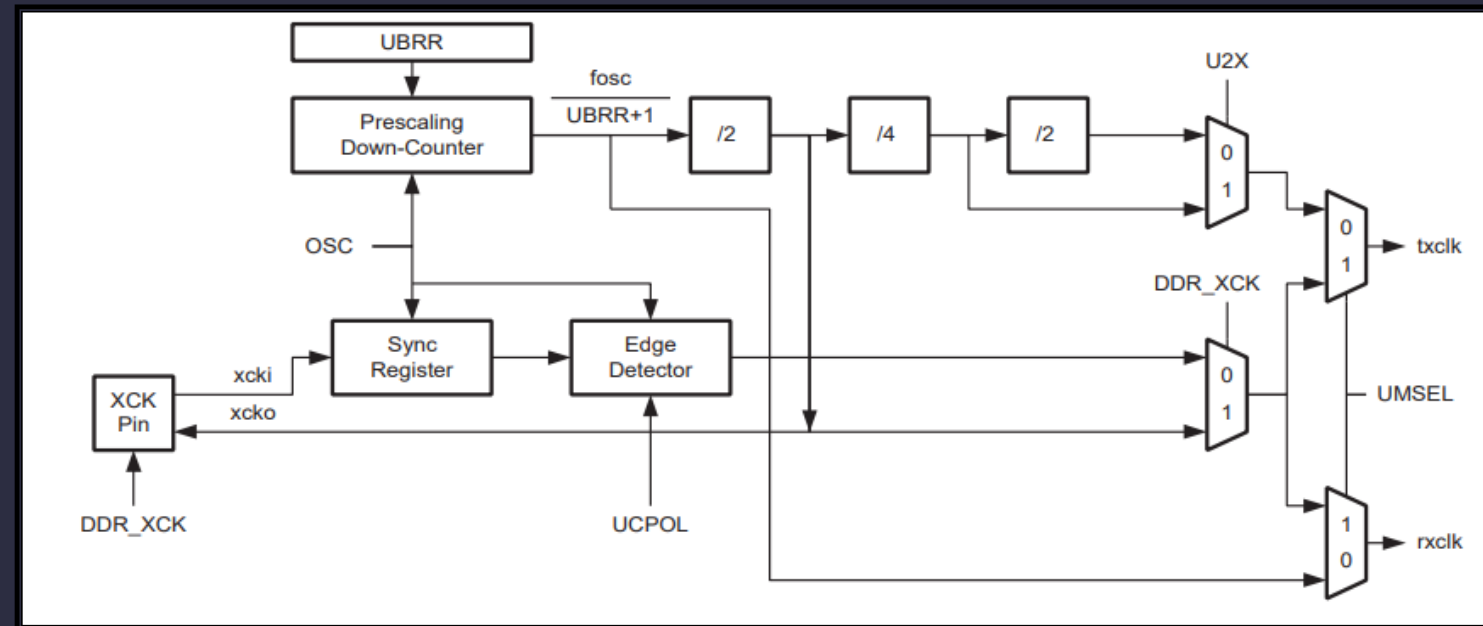 UBRR
U2X
fosc
UBRR+1
Prescaling
Down-Counter
/2
/4
/2
0
1
0
1
txclk
OSC
DDR_XCK
Sync
Register
Edge
Detector
0
1
UMSEL
xcki
xcko
XCK
Pin
DDR_XCK
UCPOL
1
0
rxclk